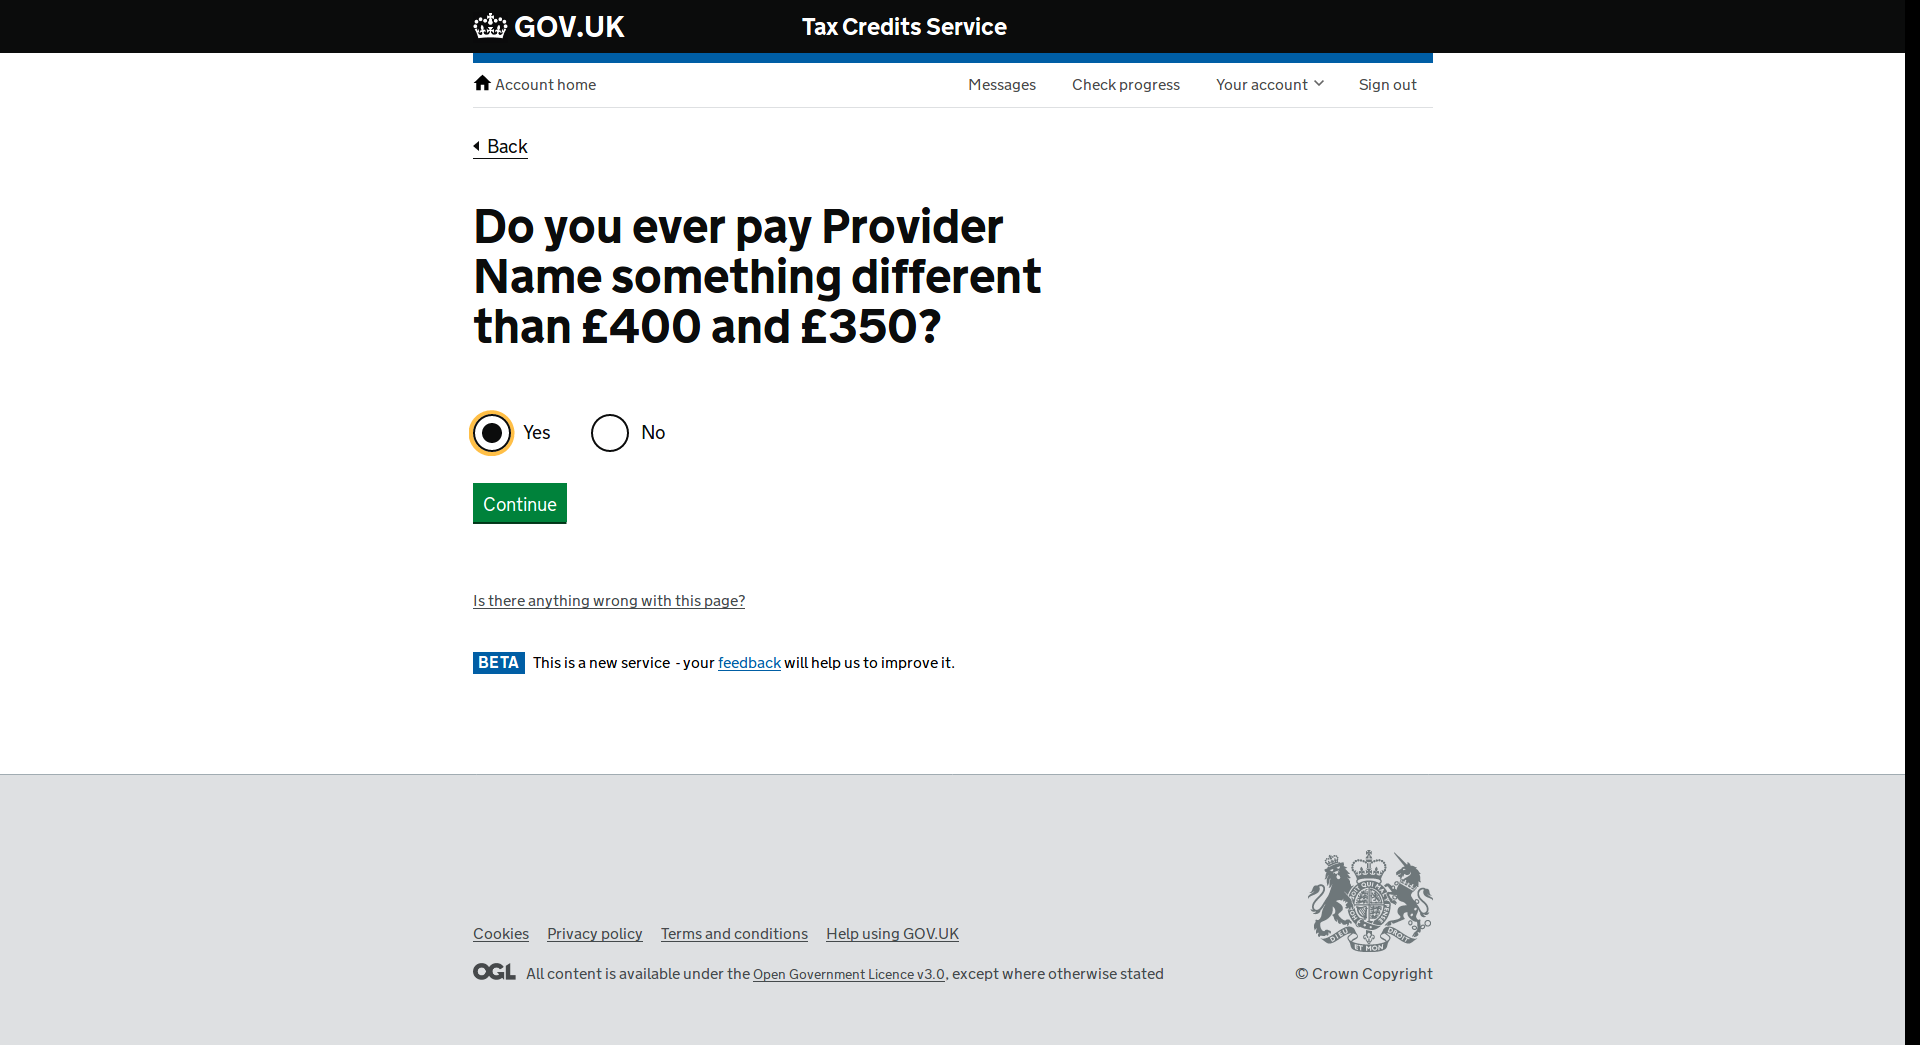 GOV.UK
Tax Credits Service
Account home
Messages
Check progress
Your account
Sign out
Back
Do you ever pay Provider
Name something different
than £400 and £350?
Yes
No
Continue
Is there anything wrong with this page?
BETA This is a new service - your feedback will help us to improve it.
Cookies
Privacy policy
Terms and conditions
Help using GOV.UK
OGL All content is available under the Open Government Licence v3.0, except where otherwise stated
DIEU ET MON DROIT
© Crown Copyright